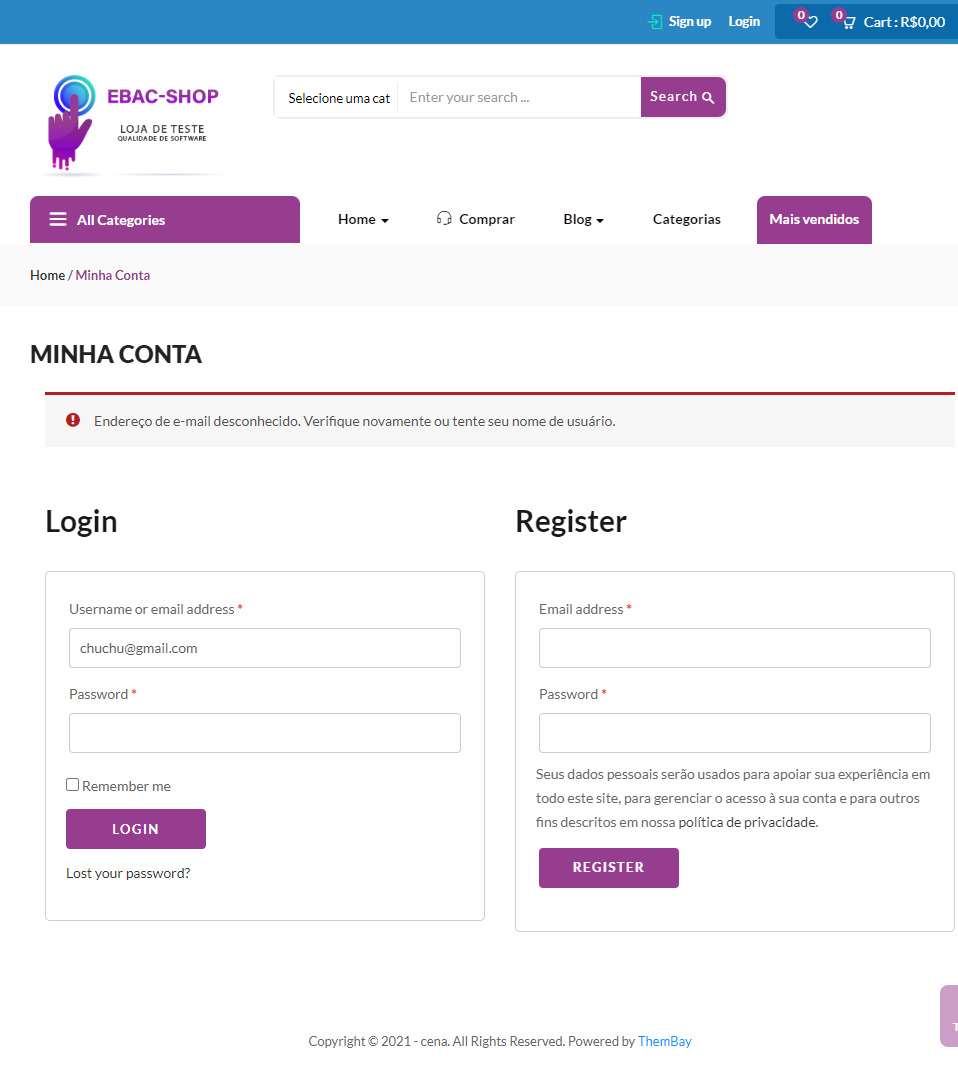 Sign up Login 0 0 Cart : R$0,00
EBAC-SHOP
LOJA DE TESTE
QUALIDADE DE SOFTWARE
Selecione uma cat Enter your search ... Search
All Categories Home Comprar Blog Categorias Mais vendidos
Home / Minha Conta
MINHA CONTA
Endereço de e-mail desconhecido. Verifique novamente ou tente seu nome de usuário.
Login
Username or email address *
chuchu@gmail.com
Password *
Remember me
LOGIN
Lost your password?
Register
Email address *
Password *
Seus dados pessoais serão usados para apoiar sua experiência em
todo este site, para gerenciar o acesso à sua conta e para outros
fins descritos em nossa política de privacidade.
REGISTER
Copyright © 2021 - cena. All Rights Reserved. Powered by ThemBay